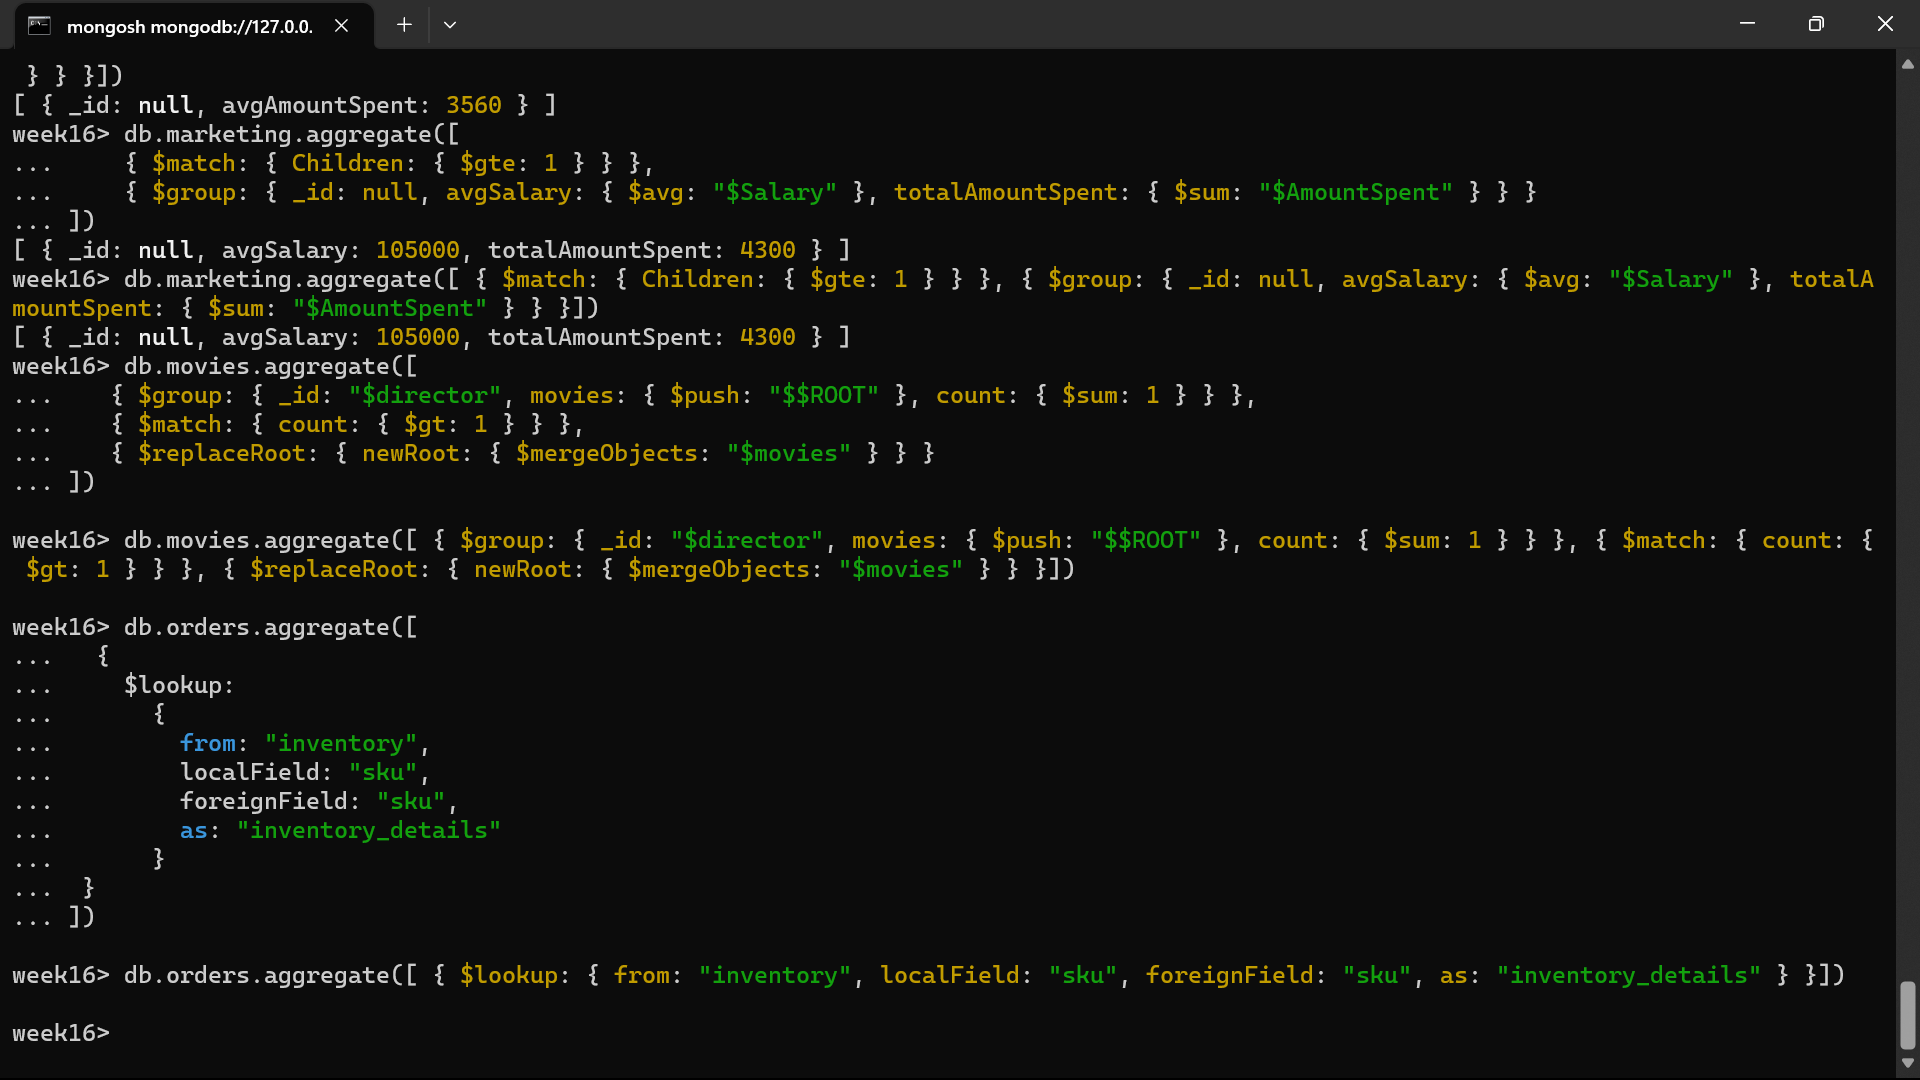 mongosh mongodb://127.0.0.
 } } }])
[ { _id: null, avgAmountSpent: 3560 } ]
week16> db.marketing.aggregate([
...     { $match: { Children: { $gte: 1 } } },
...     { $group: { _id: null, avgSalary: { $avg: "$Salary" }, totalAmountSpent: { $sum: "$AmountSpent" } } }
... ])
[ { _id: null, avgSalary: 105000, totalAmountSpent: 4300 } ]
week16> db.marketing.aggregate([ { $match: { Children: { $gte: 1 } } }, { $group: { _id: null, avgSalary: { $avg: "$Salary" }, totalA
mountSpent: { $sum: "$AmountSpent" } } }])
[ { _id: null, avgSalary: 105000, totalAmountSpent: 4300 } ]
week16> db.movies.aggregate([
...    { $group: { _id: "$director", movies: { $push: "$$ROOT" }, count: { $sum: 1 } } },
...    { $match: { count: { $gt: 1 } } },
...    { $replaceRoot: { newRoot: { $mergeObjects: "$movies" } } }
... ])
week16> db.movies.aggregate([ { $group: { _id: "$director", movies: { $push: "$$ROOT" }, count: { $sum: 1 } } }, { $match: { count: {
 $gt: 1 } } }, { $replaceRoot: { newRoot: { $mergeObjects: "$movies" } } }])
week16> db.orders.aggregate([
...   {
...     $lookup:
...       {
...         from: "inventory",
...         localField: "sku",
...         foreignField: "sku",
...         as: "inventory_details"
...       }
...  }
... ])
week16> db.orders.aggregate([ { $lookup: { from: "inventory", localField: "sku", foreignField: "sku", as: "inventory_details" } }])
week16>